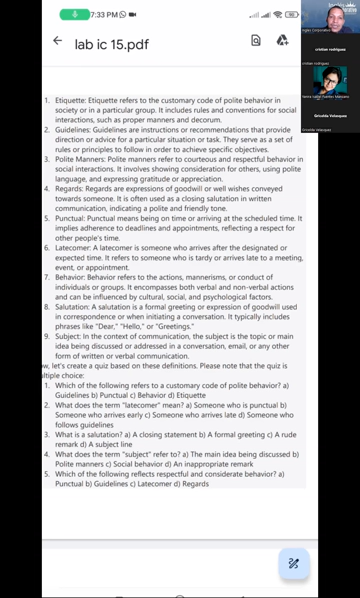 7:33 PM
lab ic 15.pdf
1. Etiquette: Etiquette refers to the customary code of polite behavior in
society or in a particular group. It includes rules and conventions for social
interactions, such as proper manners and decorum.
2. Guidelines: Guidelines are instructions or recommendations that provide
direction or advice for a particular situation or task. They serve as a set of
rules or principles to follow in order to achieve specific objectives.
3. Polite Manners: Polite manners refer to courteous and respectful behavior in
social interactions. It involves showing consideration for others, using polite
language, and expressing gratitude or appreciation.
4. Regards: Regards are expressions of goodwill or well wishes conveyed
towards someone. It is often used as a closing salutation in written
communication, indicating a polite and friendly tone.
5. Punctual: Punctual means being on time or arriving at the scheduled time. It
implies adherence to deadlines and appointments, reflecting a respect for
other people's time.
6. Latecomer: A latecomer is someone who arrives after the designated or
expected time. It refers to someone who is tardy or arrives late to a meeting,
event, or appointment.
7. Behavior: Behavior refers to the actions, mannerisms, or conduct of
individuals or groups. It encompasses both verbal and non-verbal actions
and can be influenced by cultural, social, and psychological factors.
8. Salutation: A salutation is a formal greeting or expression of goodwill used
in correspondence or when initiating a conversation. It typically includes
phrases like "Dear," "Hello," or "Greetings."
9. Subject: In the context of communication, the subject is the topic or main
idea being discussed or addressed in a conversation, email, or any other
form of written or verbal communication.
ow, let's create a quiz based on these definitions. Please note that the quiz is
ultiple choice:
1. Which of the following refers to a customary code of polite behavior? a)
Guidelines b) Punctual c) Behavior d) Etiquette
2. What does the term "latecomer" mean? a) Someone who is punctual b)
Someone who arrives early c) Someone who arrives late d) Someone who
follows guidelines
3. What is a salutation? a) A closing statement b) A formal greeting c) A rude
remark d) A subject line
4. What does the term "subject" refer to? a) The main idea being discussed b)
Polite manners c) Social behavior d) An inappropriate remark
5. Which of the following reflects respectful and considerate behavior? a)
Punctual b) Guidelines c) Latecomer d) Regards
cristian rodriguez
cristian rodriguez
Griselda Velasquez
Griselda Velasquez